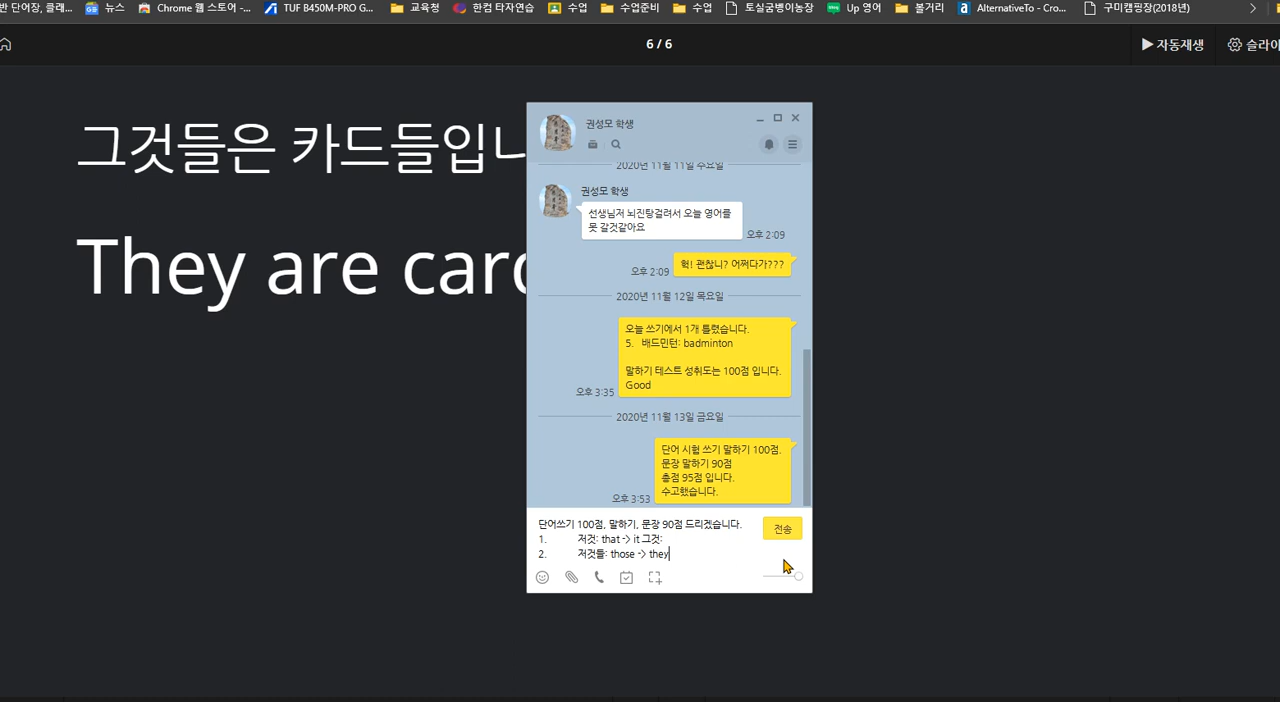 반 단어장, 클래... 뉴스 Chrome 웹 스토어 -... TUF B450M-PRO G... 교육청 한컴 타자연습 수업 수업준비 수업 토실굼벵이농장 Up 영어 볼거리 AlternativeTo - Cro... 구미캠핑장(2018년)
6 / 6
자동재생
슬라이
그것들은 카드들입니
They are card
권성모 학생
2020년 11월 11일 수요일
권성모 학생
선생님저 뇌진탕걸려서 오늘 영어를
못 갈것같아요
오후 2:09
헉! 괜찮니? 어쩌다가???
오후 2:09
2020년 11월 12일 목요일
오늘 쓰기에서 1개 틀렸습니다.
5. 배드민턴: badminton
말하기 테스트 성취도는 100점 입니다.
Good
오후 3:35
2020년 11월 13일 금요일
단어 시험 쓰기 말하기 100점.
문장 말하기 90점
총점 95점 입니다.
수고했습니다.
오후 3:53
단어쓰기 100점, 말하기, 문장 90점 드리겠습니다.
1. 저것: that -> it 그것:
2. 저것들: those -> they
전송